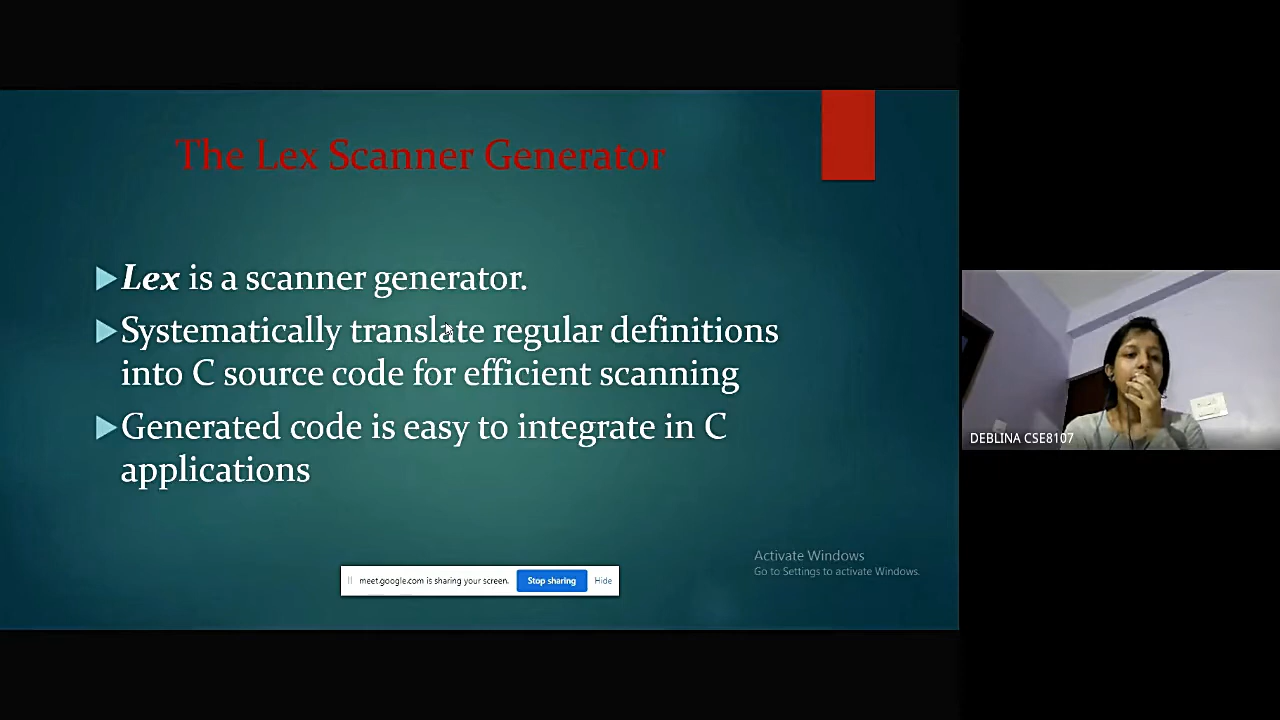 The Lex Scanner Generator
Lex is a scanner generator.
Systematically translate regular definitions
into C source code for efficient scanning
Generated code is easy to integrate in C
applications
Activate Windows
Go to Settings to activate Windows.
meet.google.com is sharing your screen. Stop sharing Hide
DEBLINA CSE8107